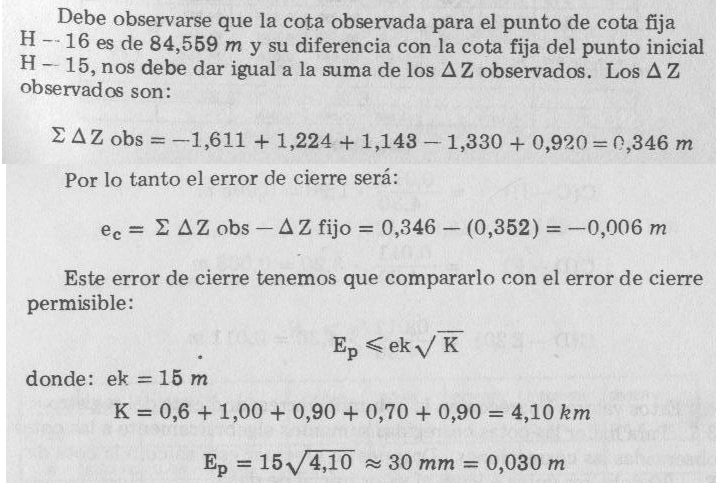 Debe observarse que la cota observada para el punto de cota fija
H -- 16 es de 84,559 m y su diferencia con la cota fija del punto inicial
H -- 15, nos debe dar igual a la suma de los ΔZ observados. Los Δ Z
observados son:
Σ Δ Z obs = —1,611 + 1,224 + 1,143 — 1,330 + 0,920 = 0,346 m
Por lo tanto el error de cierre será:
e_c = Σ ΔZ obs — Δ Z fijo = 0,346 — (0,352) = —0,006 m
Este error de cierre tenemos que compararlo con el error de cierre
permisible:
E_p ⩽ ek √K
donde: ek = 15 m
K = 0,6 + 1,00 + 0,90 + 0,70 + 0,90 = 4,10 km
E_p = 15√4,10 ≈ 30 mm = 0,030 m